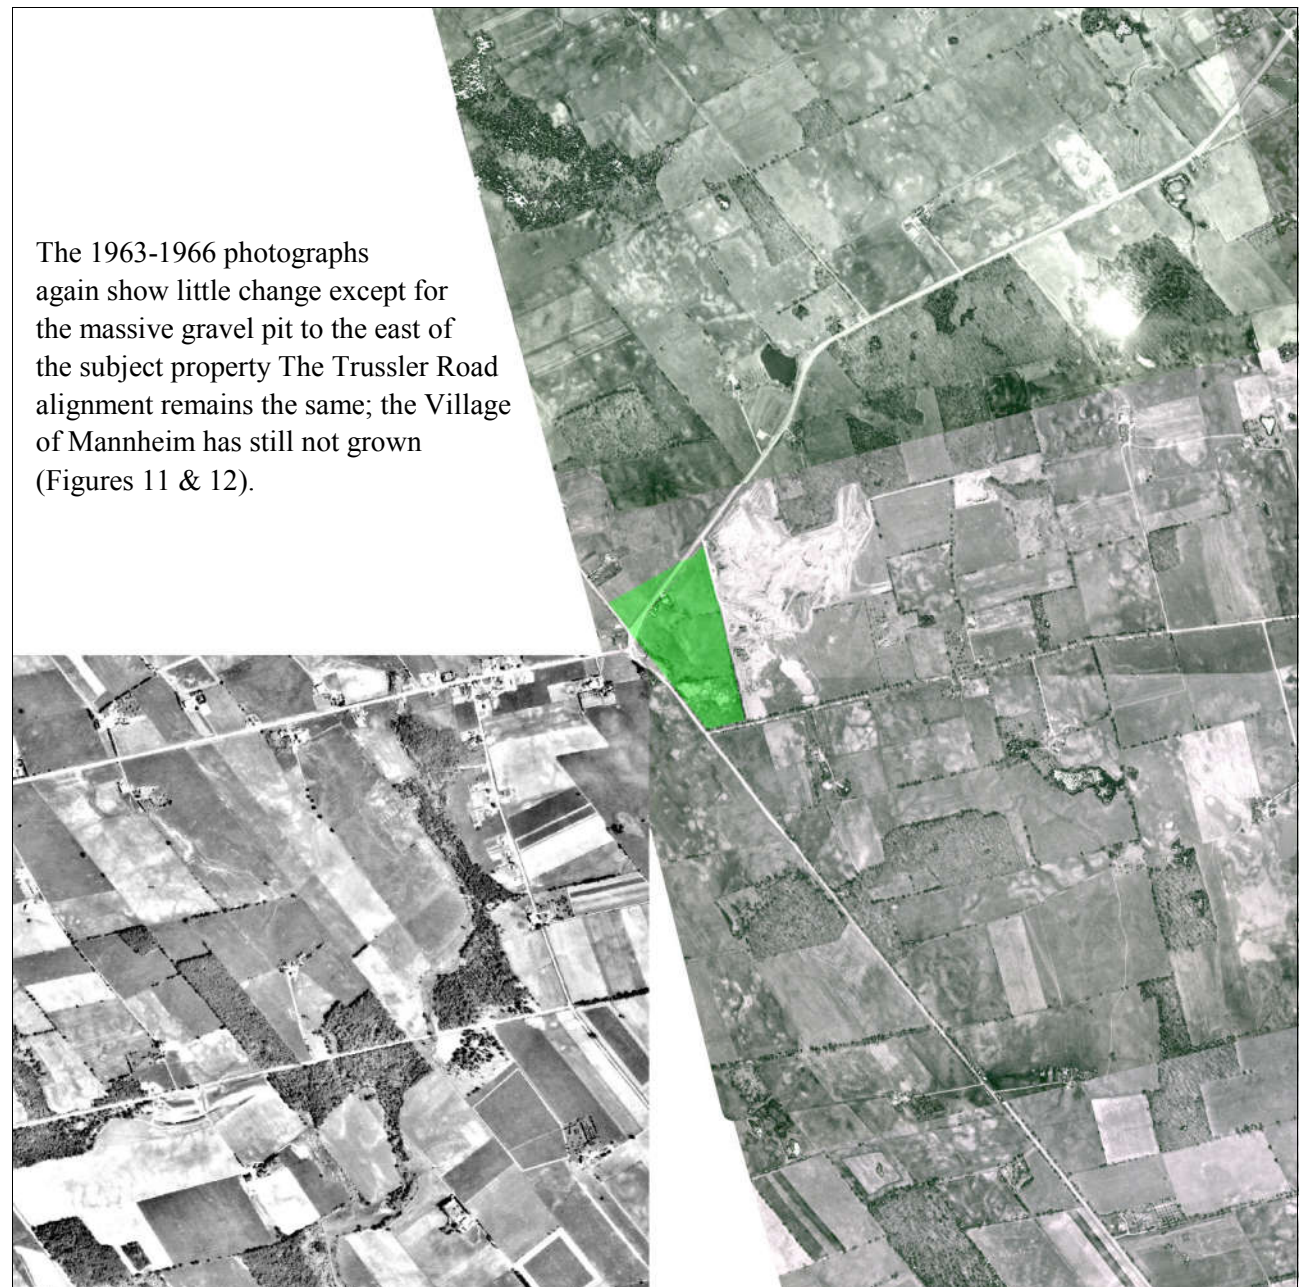 The 1963-1966 photographs
again show little change except for
the massive gravel pit to the east of
the subject property The Trussler Road
alignment remains the same; the Village
of Mannheim has still not grown
(Figures 11 & 12).